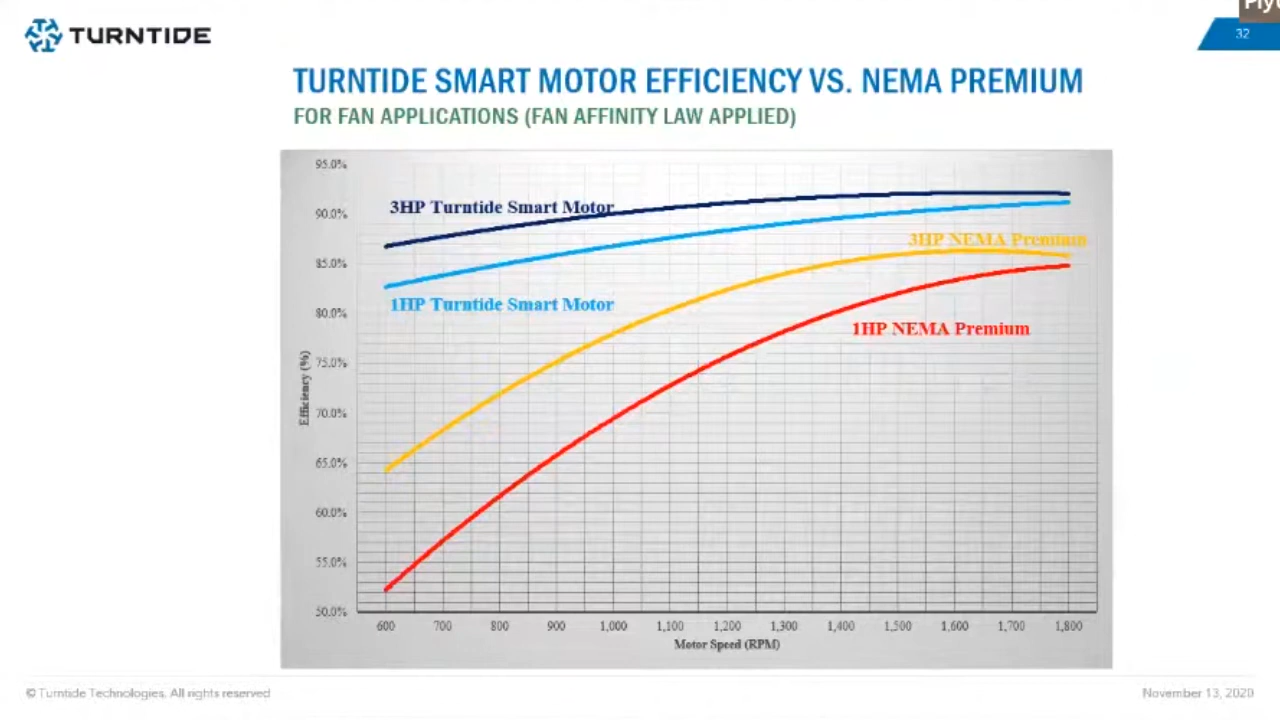 TURNTIDE
32
TURNTIDE SMART MOTOR EFFICIENCY VS. NEMA PREMIUM
FOR FAN APPLICATIONS (FAN AFFINITY LAW APPLIED)
95.0%
90.0%
85.0%
80.0%
75.0%
70.0%
65.0%
60.0%
55.0%
50.0%
Efficiency (%)
3HP Turntide Smart Motor
3HP NEMA Premium
1HP Turntide Smart Motor
1HP NEMA Premium
600 700 800 900 1,000 1,100 1,200 1,300 1,400 1,500 1,600 1,700 1,800
Motor Speed (RPM)
© Turntide Technologies. All rights reserved
November 13, 2020